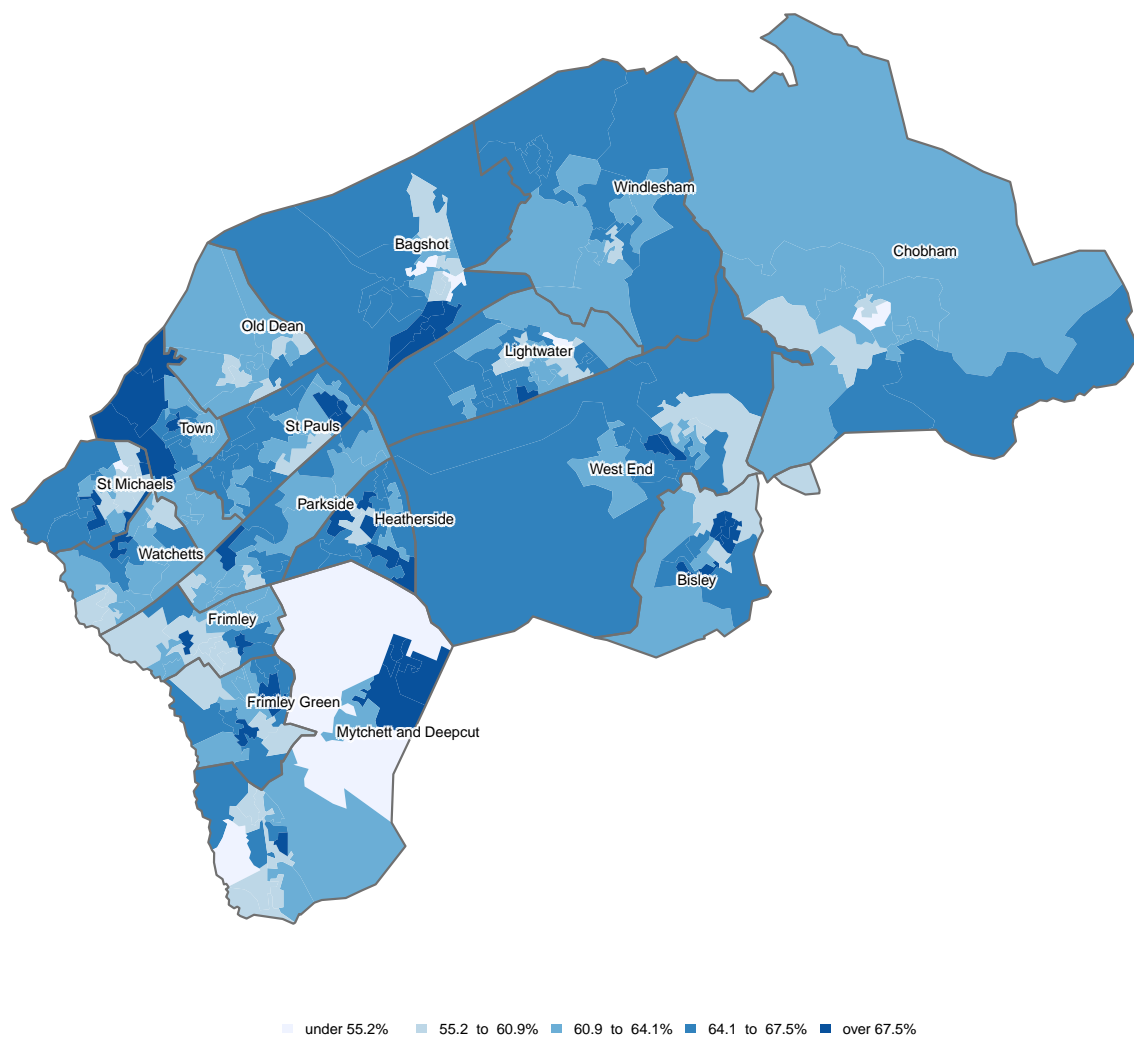 Windlesham
Bagshot
Chobham
Old Dean
Lightwater
St Pauls
Town
West End
St Michaels
Parkside
Heatherside
Watchetts
Bisley
Frimley
Frimley Green
Mytchett and Deepcut
under 55.2% 55.2 to 60.9% 60.9 to 64.1% 64.1 to 67.5% over 67.5%